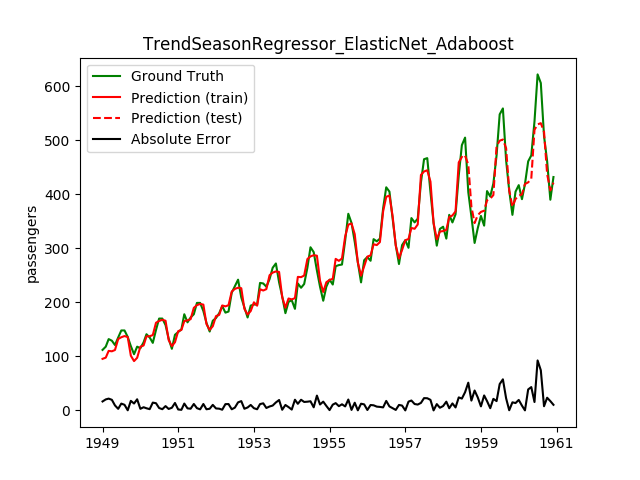 TrendSeasonRegressor_ElasticNet_Adaboost
Ground Truth
Prediction (train)
Prediction (test)
Absolute Error
passengers
600
500
400
300
200
100
0
1949 1951 1953 1955 1957 1959 1961